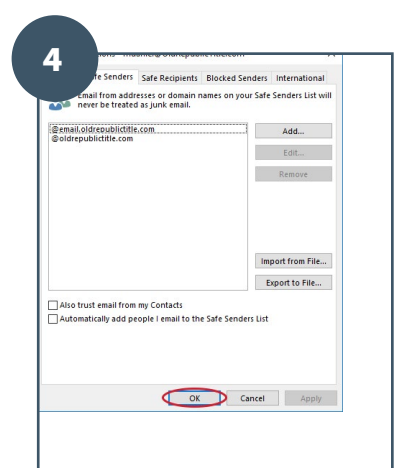 4
Safe Recipients Blocked Senders International
Email from addresses or domain names on your Safe Senders List will
never be treated as junk email.
@email.oldrepublictitle.com
@oldrepublictitle.com
Add...
Edit...
Remove
Import from File...
Export to File...
Also trust email from my Contacts
Automatically add people I email to the Safe Senders List
OK Cancel Apply